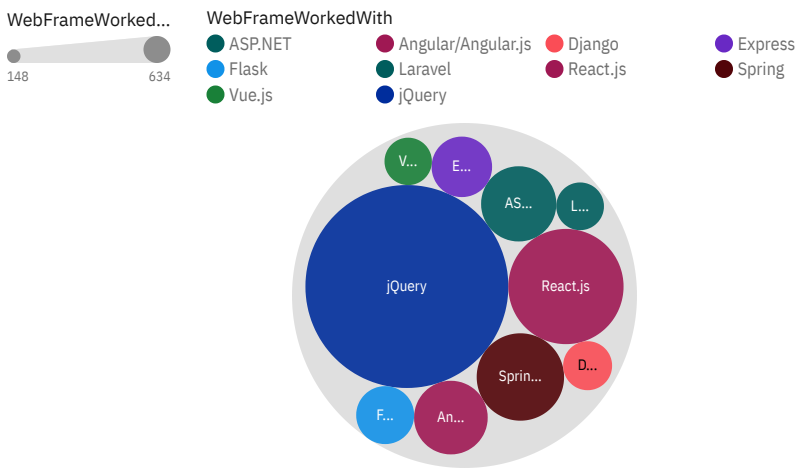 WebFrameWorked...
148 634
WebFrameWorkedWith
ASP.NET Angular/Angular.js Django Express
Flask Laravel React.js Spring
Vue.js jQuery
V... E...
AS... L...
jQuery React.js
D...
Sprin...
F... An...